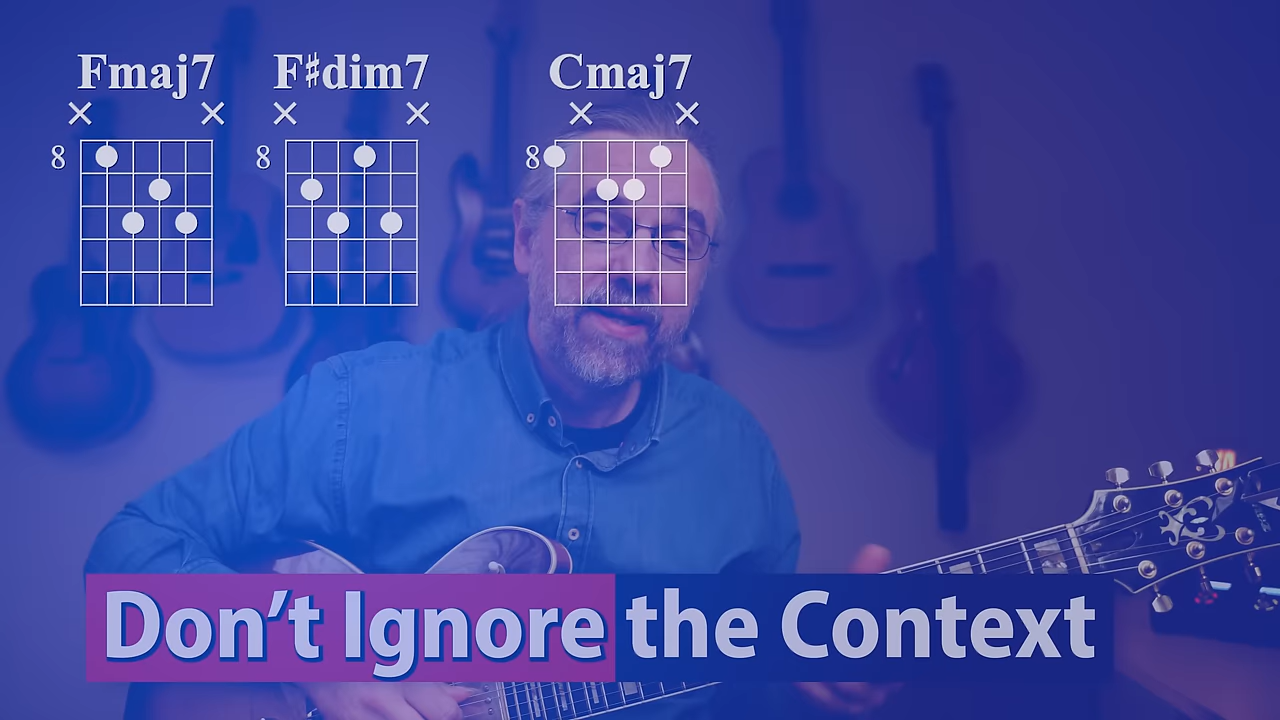 Fmaj7 F♯dim7 Cmaj7
× × × × × ×
8 8 8
Don't Ignore the Context